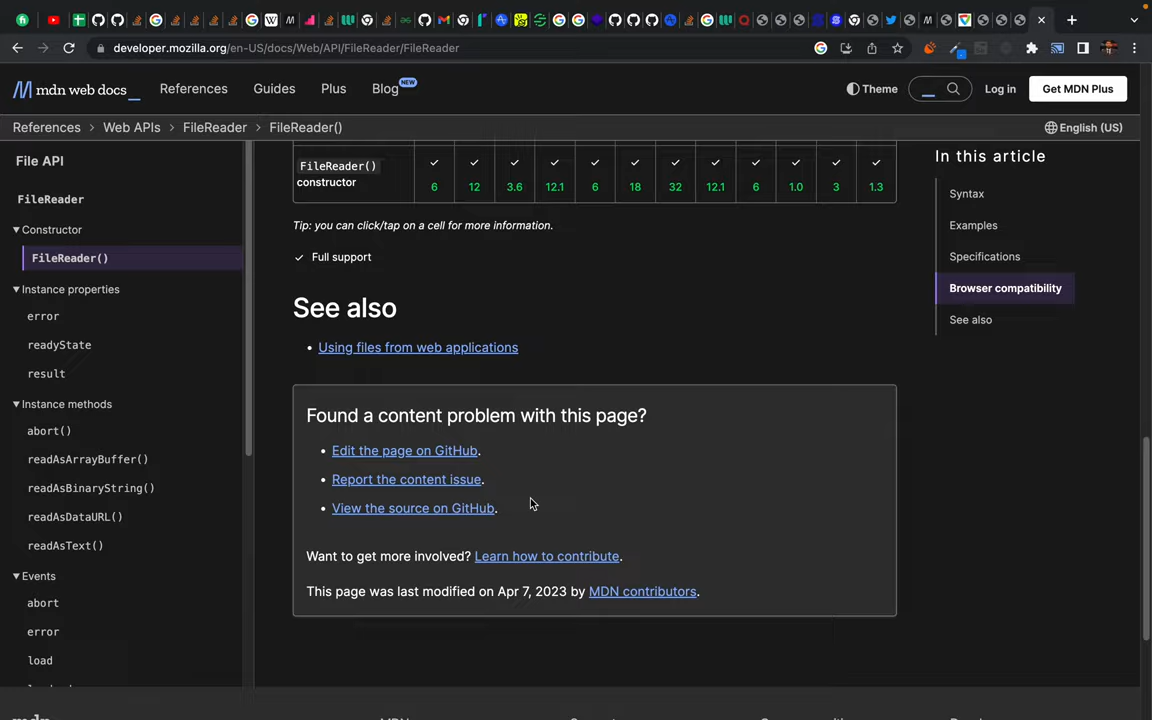 developer.mozilla.org/en-US/docs/Web/API/FileReader/FileReader
mdn web docs_
References
Guides
Plus
Blog NEW
Theme
Log in
Get MDN Plus
References
Web APIs
FileReader
FileReader()
English (US)
File API
FileReader
Constructor
FileReader()
Instance properties
error
readyState
result
Instance methods
abort()
readAsArrayBuffer()
readAsBinaryString()
readAsDataURL()
readAsText()
Events
abort
error
load
FileReader()
constructor
6 12 3.6 12.1 6 18 32 12.1 6 1.0 3 1.3
Tip: you can click/tap on a cell for more information.
Full support
See also
• Using files from web applications
Found a content problem with this page?
• Edit the page on GitHub.
• Report the content issue.
• View the source on GitHub.
Want to get more involved? Learn how to contribute.
This page was last modified on Apr 7, 2023 by MDN contributors.
In this article
Syntax
Examples
Specifications
Browser compatibility
See also